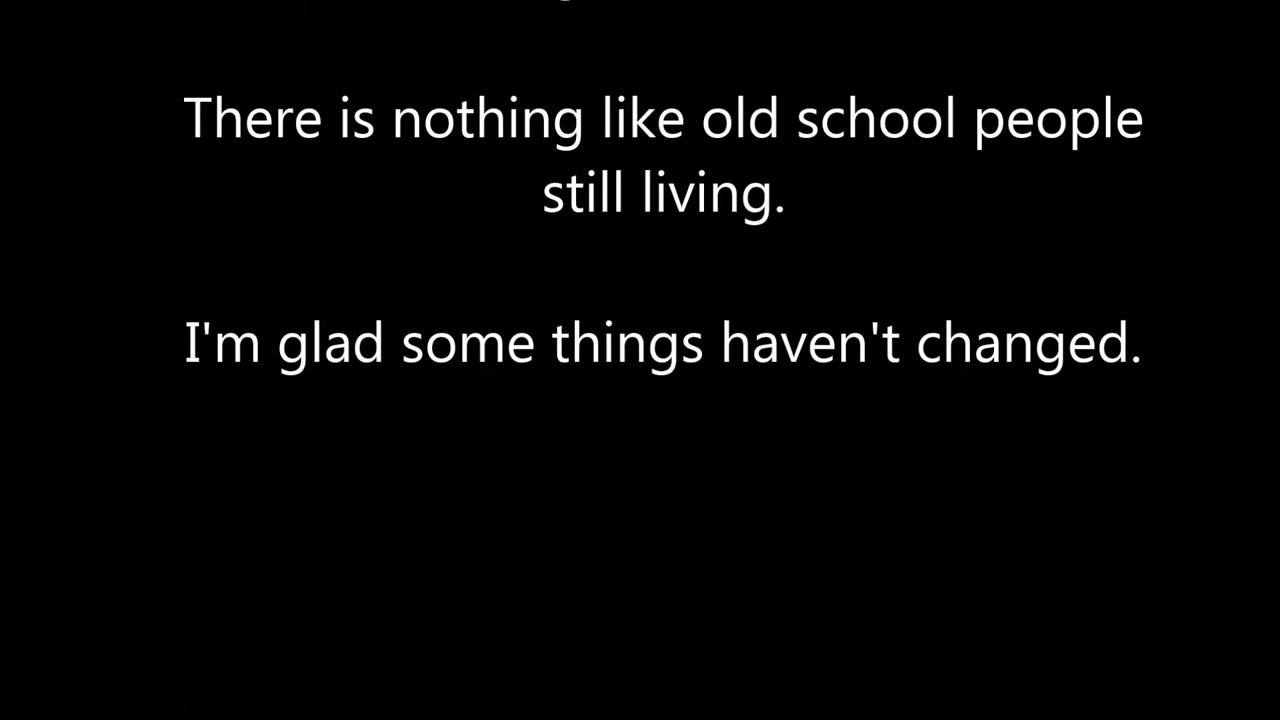 There is nothing like old school people
still living.
I'm glad some things haven't changed.